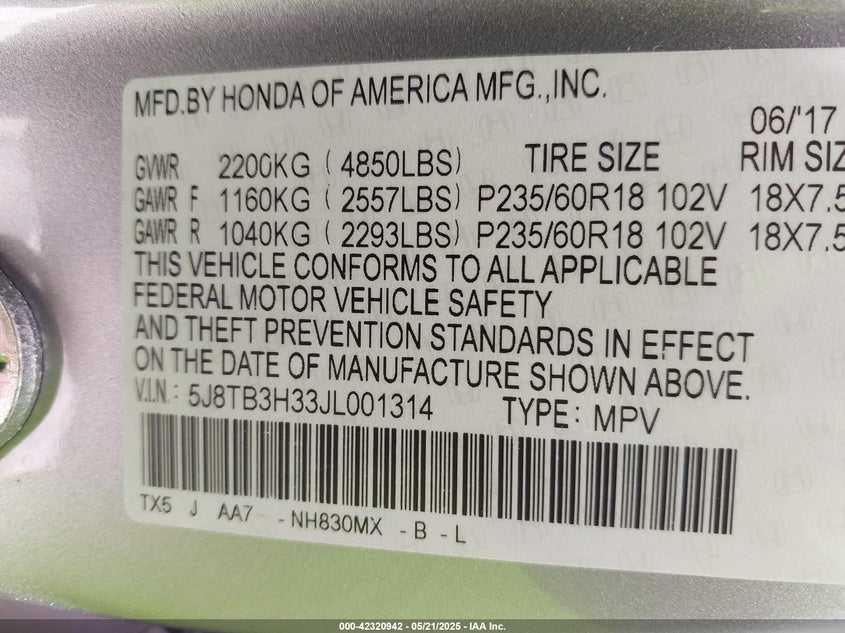 MFD.BY HONDA OF AMERICA MFG.,INC.
06/'17
GVWR 2200KG ( 4850LBS) TIRE SIZE RIM SIZ
GAWR F 1160KG ( 2557LBS) P235/60R18 102V 18X7.5
GAWR R 1040KG ( 2293LBS) P235/60R18 102V 18X7.5
THIS VEHICLE CONFORMS TO ALL APPLICABLE
FEDERAL MOTOR VEHICLE SAFETY
AND THEFT PREVENTION STANDARDS IN EFFECT
ON THE DATE OF MANUFACTURE SHOWN ABOVE.
V.I.N.: 5J8TB3H33JL001314 TYPE: MPV
TX5 J AA7 - NH830MX - B - L
000-42320942 - 05/21/2025 - IAA Inc.